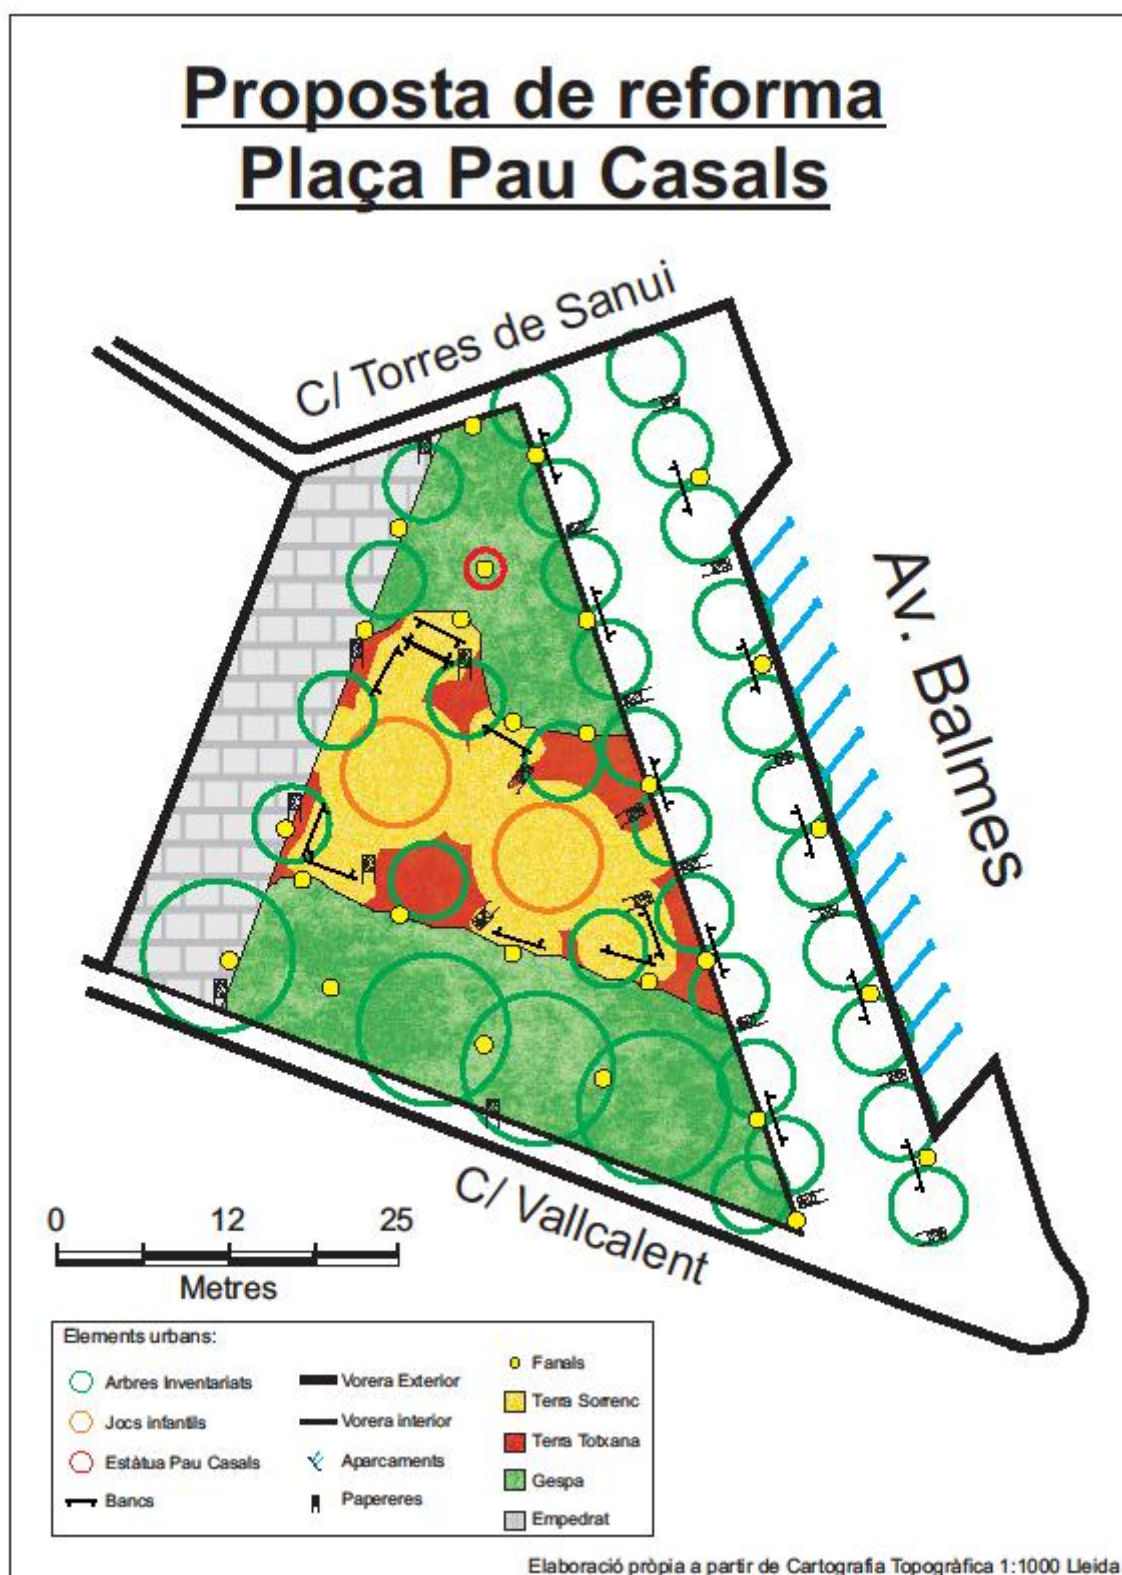 Proposta de reforma
Plaça Pau Casals
C/ Torres de Sanui
Av. Balmes
C/ Vallcalent
0 12 25
Metres
Elements urbans:
Arbres Inventariats
Jocs infantils
Estàtua Pau Casals
Bancs
Vorera Exterior
Vorera interior
Aparcaments
Papereres
Fanals
Terra Sorrenc
Terra Totxana
Gespa
Empedrat
Elaboració pròpia a partir de Cartografia Topogràfica 1:1000 Lleida